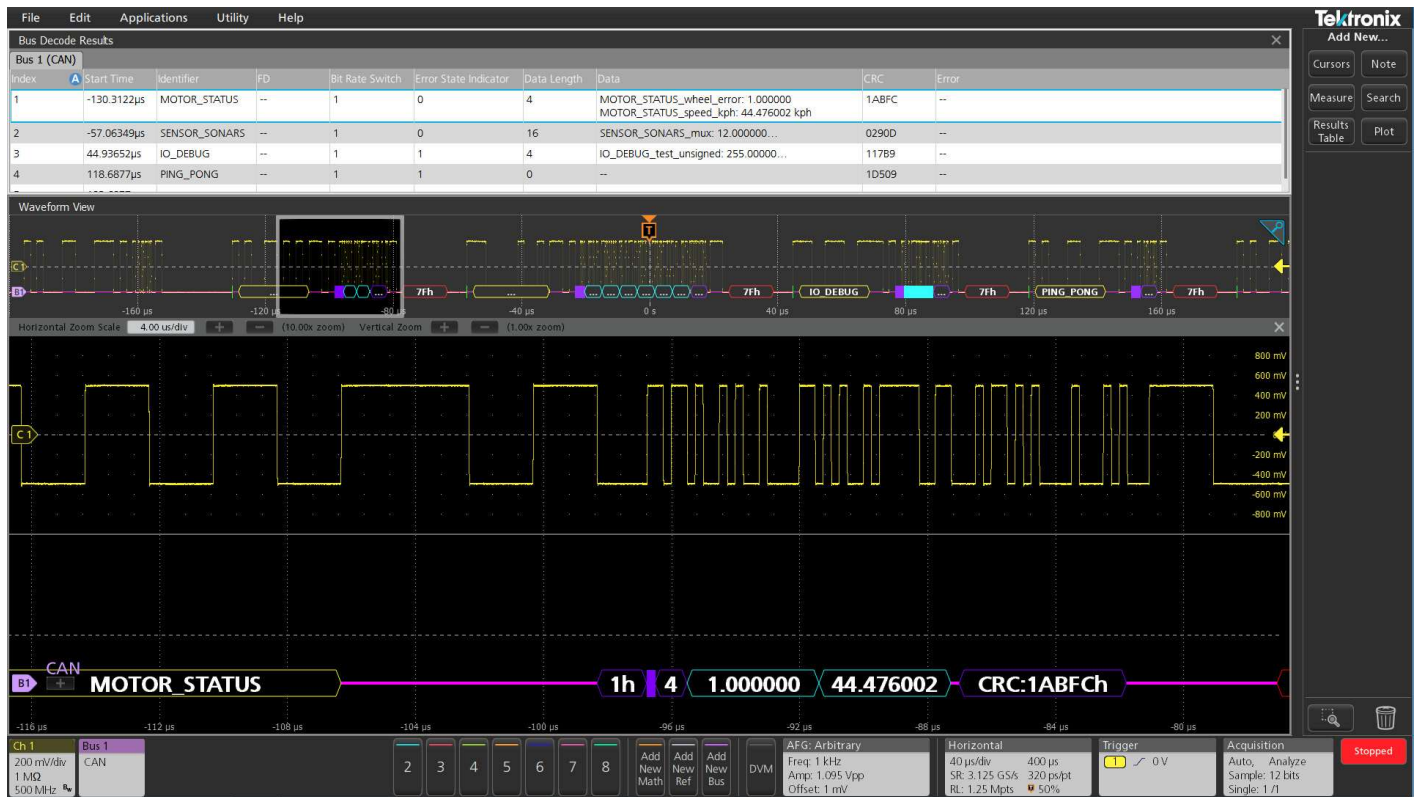 File Edit Applications Utility Help
Tektronix
Bus Decode Results
Add New...
Bus 1 (CAN)
Cursors Note
Index A Start Time Identifier FD Bit Rate Switch Error State Indicator Data Length Data CRC Error
1 -130.3122µs MOTOR_STATUS -- 1 0 4 MOTOR_STATUS_wheel_error: 1.000000 1ABFC --
MOTOR_STATUS_speed_kph: 44.476002 kph
Measure Search
2 -57.06349µs SENSOR_SONARS -- 1 0 16 SENSOR_SONARS_mux: 12.000000... 0290D --
Results Table Plot
3 44.93652µs IO_DEBUG -- 1 1 4 IO_DEBUG_test_unsigned: 255.00000... 117B9 --
4 118.6877µs PING_PONG -- 1 1 0 -- 1D509 --
Waveform View
T
C 1
B1 ... ... 7Fh ... ... ... ... ... ... ... ... 7Fh IO_DEBUG ... 7Fh PING_PONG ... 7Fh
-160 µs -120 µs -80 µs -40 µs 0 s 40 µs 80 µs 120 µs 160 µs
Horizontal Zoom Scale 4.00 us/div + − (10.00x zoom) Vertical Zoom + − (1.00x zoom)
800 mV
600 mV
400 mV
200 mV
C 1
-200 mV
-400 mV
-600 mV
-800 mV
CAN
B1 + MOTOR_STATUS 1h 4 1.000000 44.476002 CRC:1ABFCh
-116 µs -112 µs -108 µs -104 µs -100 µs -96 µs -92 µs -88 µs -84 µs -80 µs
Ch 1
200 mV/div
1 MΩ
500 MHz Bw
Bus 1
CAN
2 3 4 5 6 7 8
Add New Math
Add New Ref
Add New Bus
DVM
AFG: Arbitrary
Freq: 1 kHz
Amp: 1.095 Vpp
Offset: 1 mV
Horizontal
40 µs/div 400 µs
SR: 3.125 GS/s 320 ps/pt
RL: 1.25 Mpts 50%
Trigger
1 0 V
Acquisition
Auto, Analyze
Sample: 12 bits
Single: 1 /1
Stopped